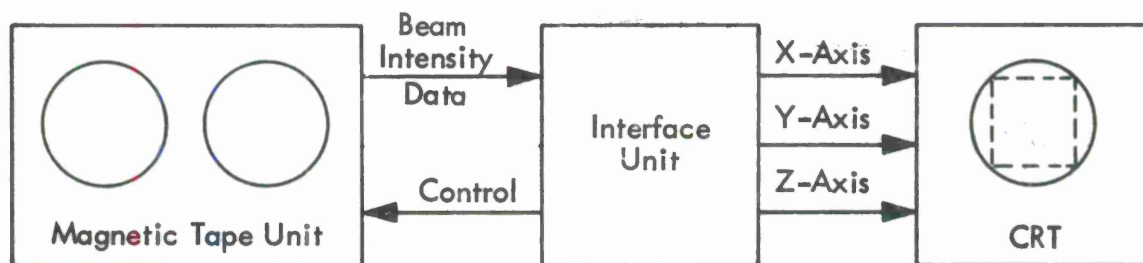 Beam
Intensity
Data
Control
Magnetic Tape Unit
Interface
Unit
X-Axis
Y-Axis
Z-Axis
CRT